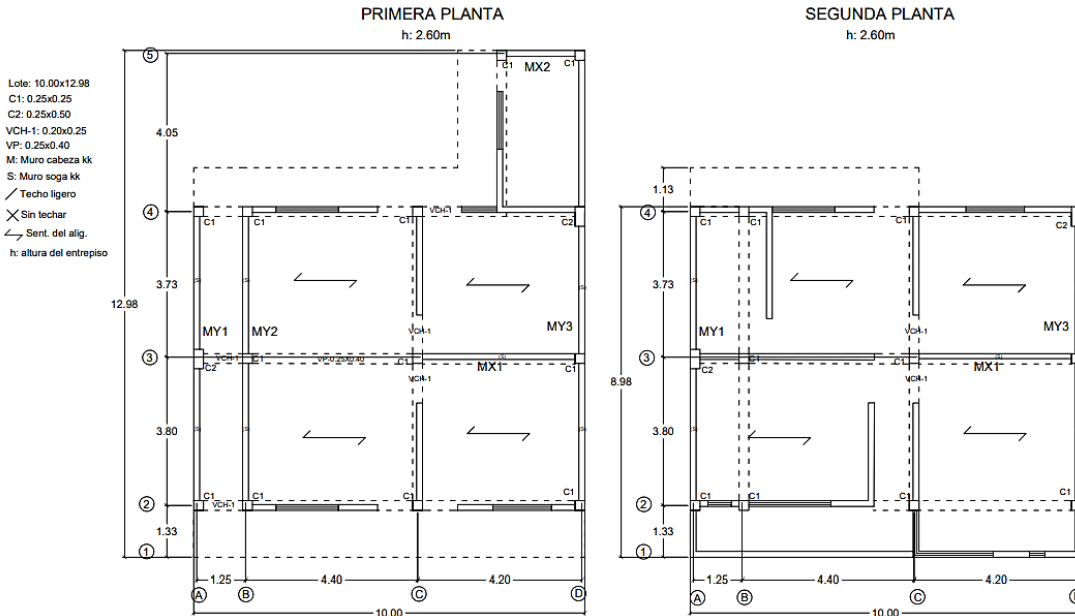 PRIMERA PLANTA
h: 2.60m
SEGUNDA PLANTA
h: 2.60m
Lote: 10.00x12.98
C1: 0.25x0.25
C2: 0.25x0.50
VCH-1: 0.20x0.25
VP: 0.25x0.40
M: Muro cabeza kk
S: Muro soga kk
Techo ligero
Sin techar
Sent. del alig.
h: altura del entrepiso
5
C1
MX2
C1
4.05
4
C1
C1
C1
VCH-1
C2
3.73
(S)
(S)
(S)
12.98
MY1
MY2
VCH-1
MY3
3
VCH-1
C1
VP-0.25x0.40
C1
(S)
C2
MX1
C1
VCH-1
3.80
(S)
(S)
(S)
C1
C1
C1
C1
2
VCH-1
1.33
1
1.25
4.40
4.20
A
B
C
D
10.00
1.13
4
C1
C1
C1
C2
3.73
MY1
VCH-1
MY3
3
C1
C1
(S)
C2
MX1
C1
8.98
VCH-1
3.80
(S)
C1
C1
C1
C1
2
1.33
1
1.25
4.40
4.20
A
B
C
10.00